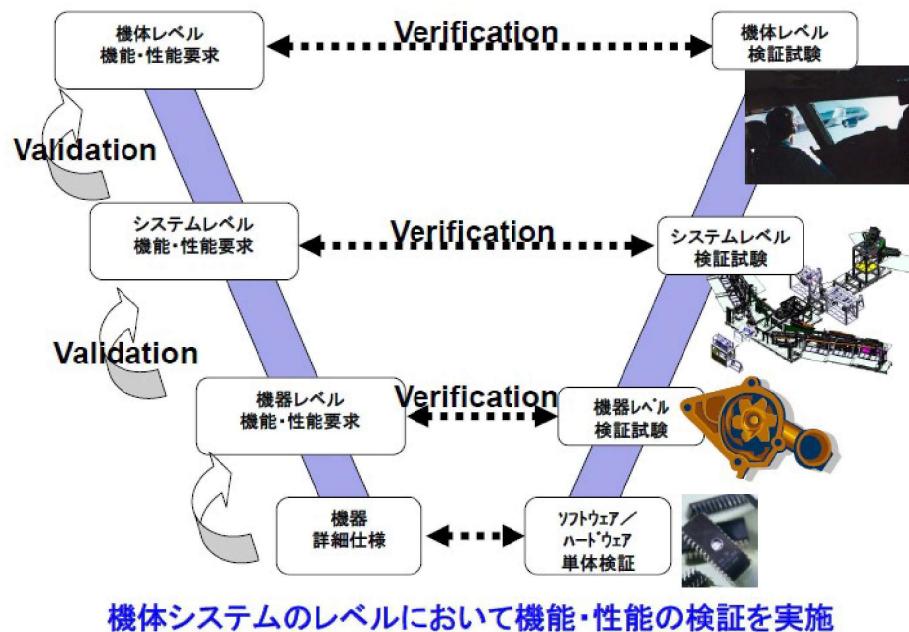 機体レベル
機能・性能要求
Verification
機体レベル
検証試験
Validation
システムレベル
機能・性能要求
Verification
システムレベル
検証試験
Validation
機器レベル
機能・性能要求
Verification
機器ﾚﾍﾞﾙ
検証試験
機器
詳細仕様
ｿﾌﾄｳｪｱ／
ﾊｰﾄﾞｳｪｱ
単体検証
機体システムのレベルにおいて機能・性能の検証を実施